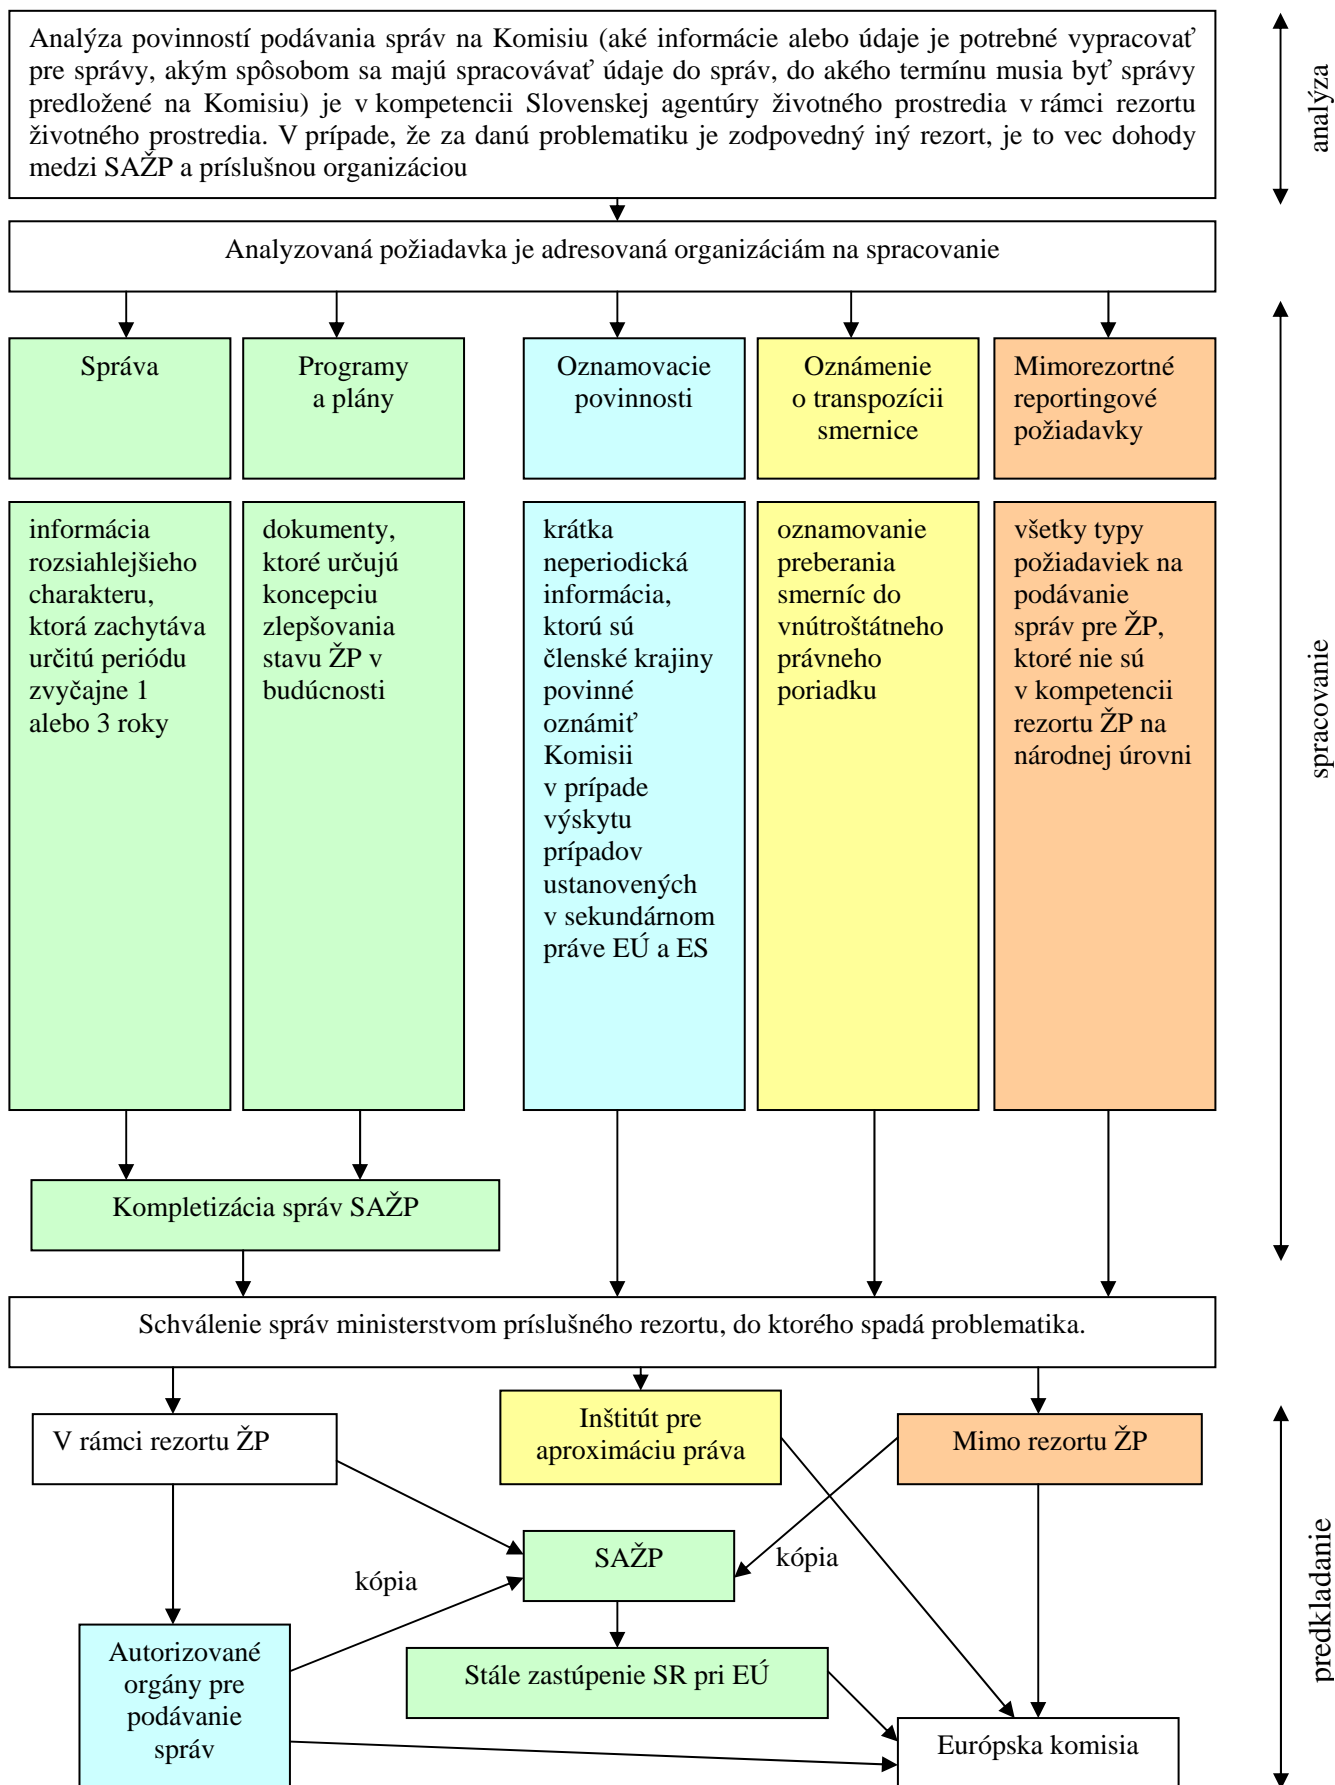 Analýza povinností podávania správ na Komisiu (aké informácie alebo údaje je potrebné vypracovať
pre správy, akým spôsobom sa majú spracovávať údaje do správ, do akého termínu musia byť správy
predložené na Komisiu) je v kompetencii Slovenskej agentúry životného prostredia v rámci rezortu
životného prostredia. V prípade, že za danú problematiku je zodpovedný iný rezort, je to vec dohody
medzi SAŽP a príslušnou organizáciou
analýza
Analyzovaná požiadavka je adresovaná organizáciám na spracovanie
Správa
Programy
a plány
Oznamovacie
povinnosti
Oznámenie
o transpozícii
smernice
Mimorezortné
reportingové
požiadavky
informácia
rozsiahlejšieho
charakteru,
ktorá zachytáva
určitú periódu
zvyčajne 1
alebo 3 roky
dokumenty,
ktoré určujú
koncepciu
zlepšovania
stavu ŽP v
budúcnosti
krátka
neperiodická
informácia,
ktorú sú
členské krajiny
povinné
oznámiť
Komisii
v prípade
výskytu
prípadov
ustanovených
v sekundárnom
práve EÚ a ES
oznamovanie
preberania
smerníc do
vnútroštátneho
právneho
poriadku
všetky typy
požiadaviek na
podávanie
správ pre ŽP,
ktoré nie sú
v kompetencii
rezortu ŽP na
národnej úrovni
spracovanie
Kompletizácia správ SAŽP
Schválenie správ ministerstvom príslušného rezortu, do ktorého spadá problematika.
V rámci rezortu ŽP
Inštitút pre
aproximáciu práva
Mimo rezortu ŽP
SAŽP
kópia
kópia
predkladanie
Autorizované
orgány pre
podávanie
správ
Stále zastúpenie SR pri EÚ
Európska komisia